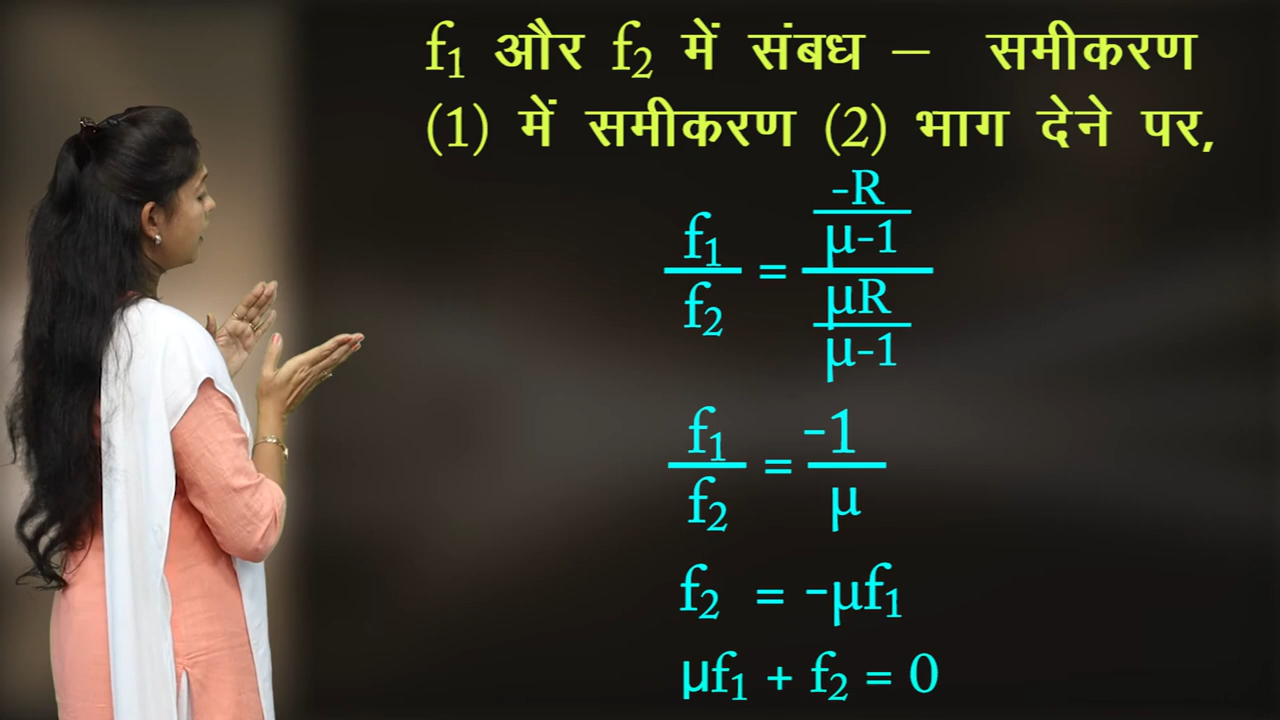 f₁ और f₂ में संबध – समीकरण
(1) में समीकरण (2) भाग देने पर,
f₁/f₂ = (-R/(μ-1))/(μR/(μ-1))
f₁/f₂ = -1/μ
f₂ = -μf₁
μf₁ + f₂ = 0